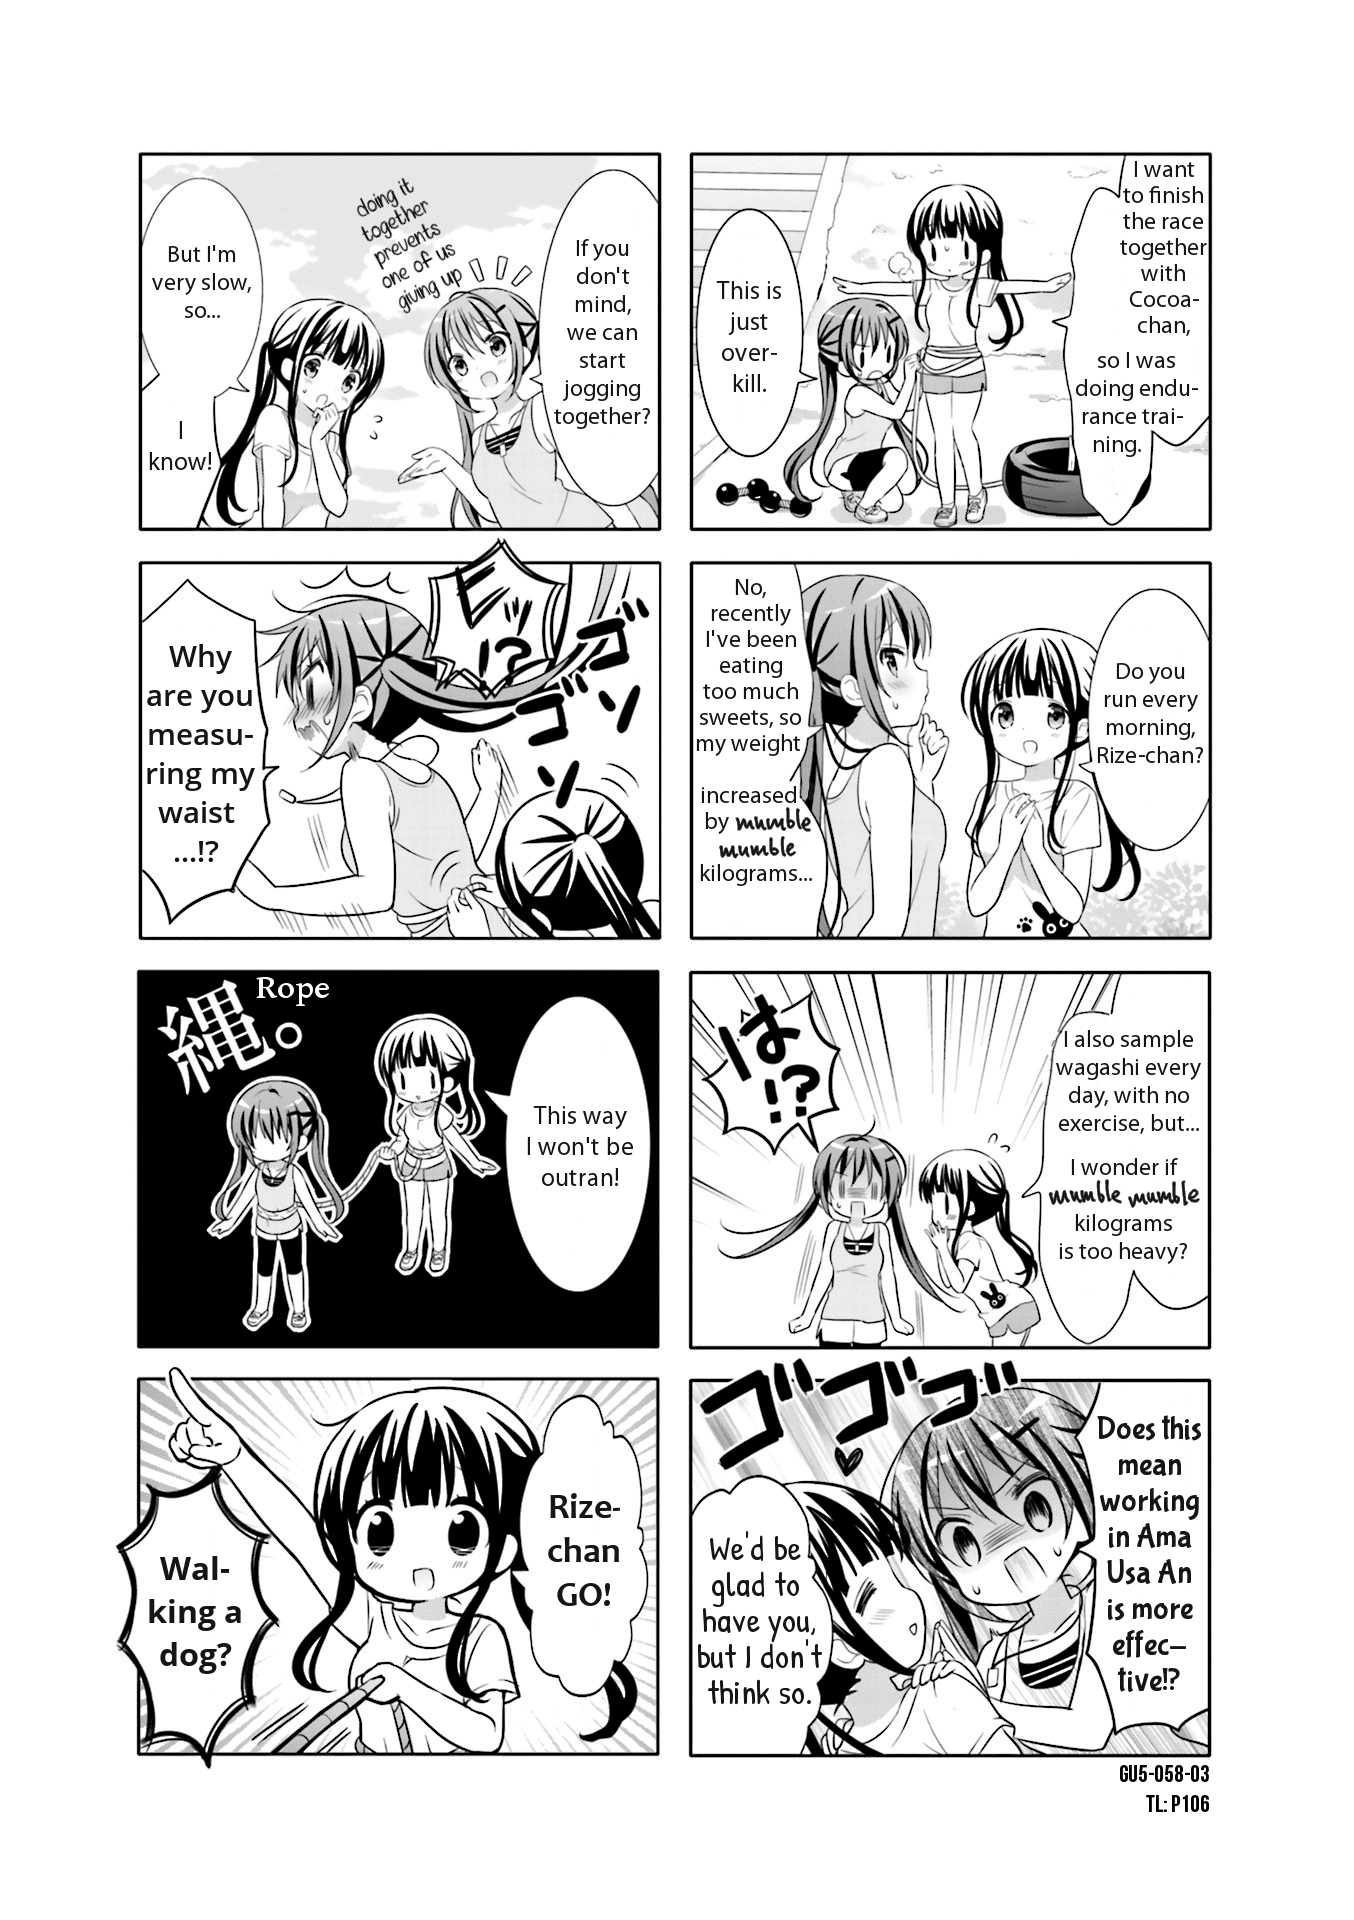 I want
to finish
the race
together
with
Cocoa-
chan,
so I was
doing endu-
rance trai-
ning.
This is
just
over-
kill.
Do you
run every
morning,
Rize-chan?
No,
recently
I've been
eating
too much
sweets, so
my weight
increased
by mumble
mumble
kilograms...
I also sample
wagashi every
day, with no
exercise, but...
I wonder if
mumble mumble
kilograms
is too heavy?
は!?
ゴゴゴ
Does this
mean
working
in Ama
Usa An
is more
effec-
tive!?
We'd be
glad to
have you,
but I don't
think so.
If you
don't
mind,
we can
start
jogging
together?
doing it
together
prevents
one of us
giving up
But I'm
very slow,
so...
I
know!
ゴソ
ゴソ
Why
are you
measu-
ring my
waist
...!?
縄。
Rope
This way
I won't be
outran!
Rize-
chan
GO!
Wal-
king a
dog?
GU5-058-03
TL: P106